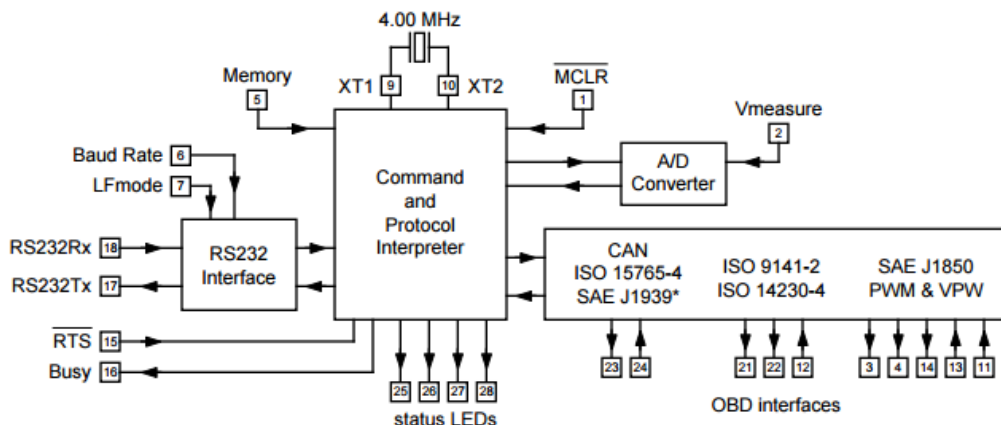 4.00 MHz
Memory
5
XT1
9
10
XT2
MCLR
1
Vmeasure
2
Baud Rate
6
LFmode
7
A/D
Converter
Command
and
Protocol
Interpreter
RS232Rx
18
RS232Tx
17
RS232
Interface
CAN
ISO 15765-4
SAE J1939*
ISO 9141-2
ISO 14230-4
SAE J1850
PWM & VPW
RTS
15
Busy
16
25
26
27
28
status LEDs
23
24
21
22
12
3
4
14
13
11
OBD interfaces